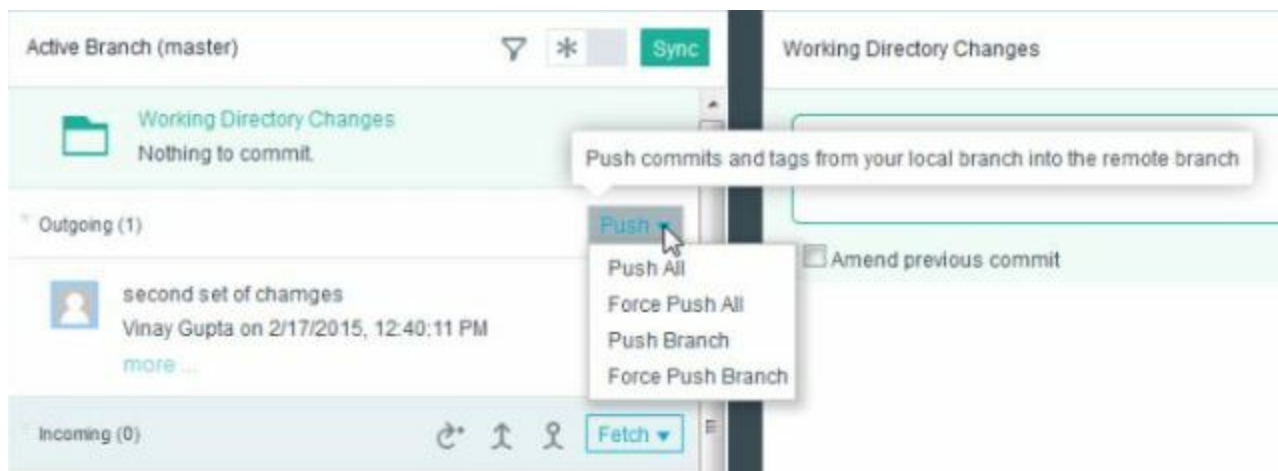 Active Branch (master)
Sync
Working Directory Changes
Working Directory Changes
Nothing to commit.
Push commits and tags from your local branch into the remote branch
Outgoing (1)
Push
Push All
Force Push All
Push Branch
Force Push Branch
Amend previous commit
second set of chamges
Vinay Gupta on 2/17/2015, 12:40:11 PM
more ...
Incoming (0)
Fetch